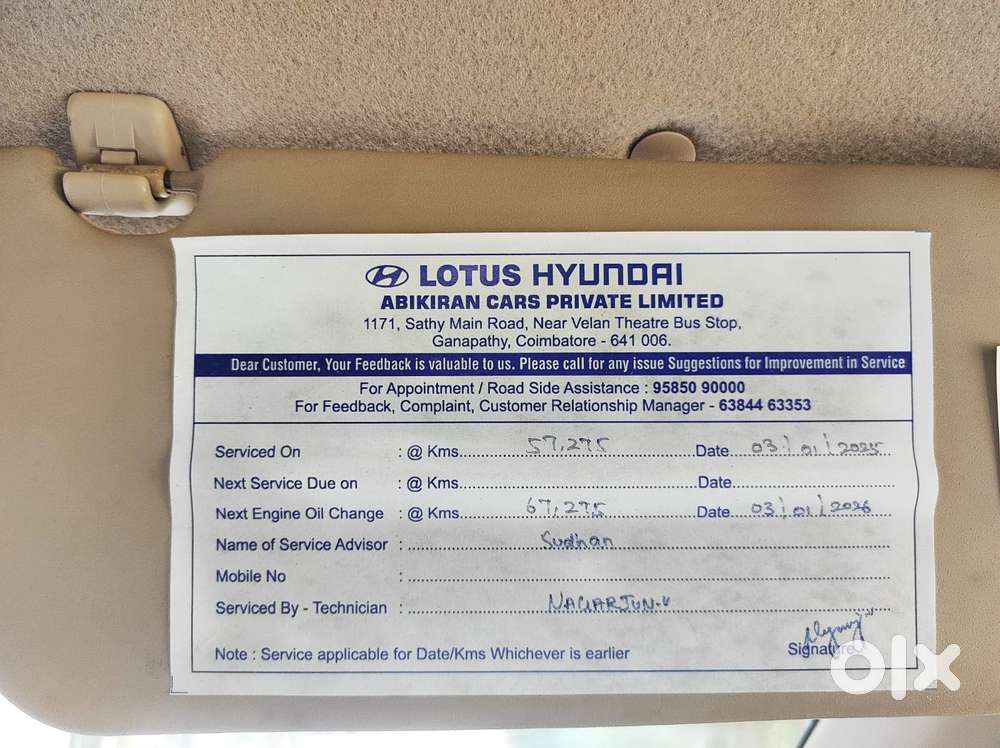 LOTUS HYUNDAI
ABIKIRAN CARS PRIVATE LIMITED
1171, Sathy Main Road, Near Velan Theatre Bus Stop,
Ganapathy, Coimbatore - 641 006.
Dear Customer, Your Feedback is valuable to us. Please call for any issue Suggestions for Improvement in Service
For Appointment / Road Side Assistance : 95850 90000
For Feedback, Complaint, Customer Relationship Manager - 63844 63353
Serviced On : @ Kms. 57,275 Date 03/01/2025
Next Service Due on : @ Kms. Date
Next Engine Oil Change : @ Kms. 67,275 Date 03/01/2026
Name of Service Advisor : Sudhan
Mobile No :
Serviced By - Technician : NAGARJUN.V
Signature
Note : Service applicable for Date/Kms Whichever is earlier
olx